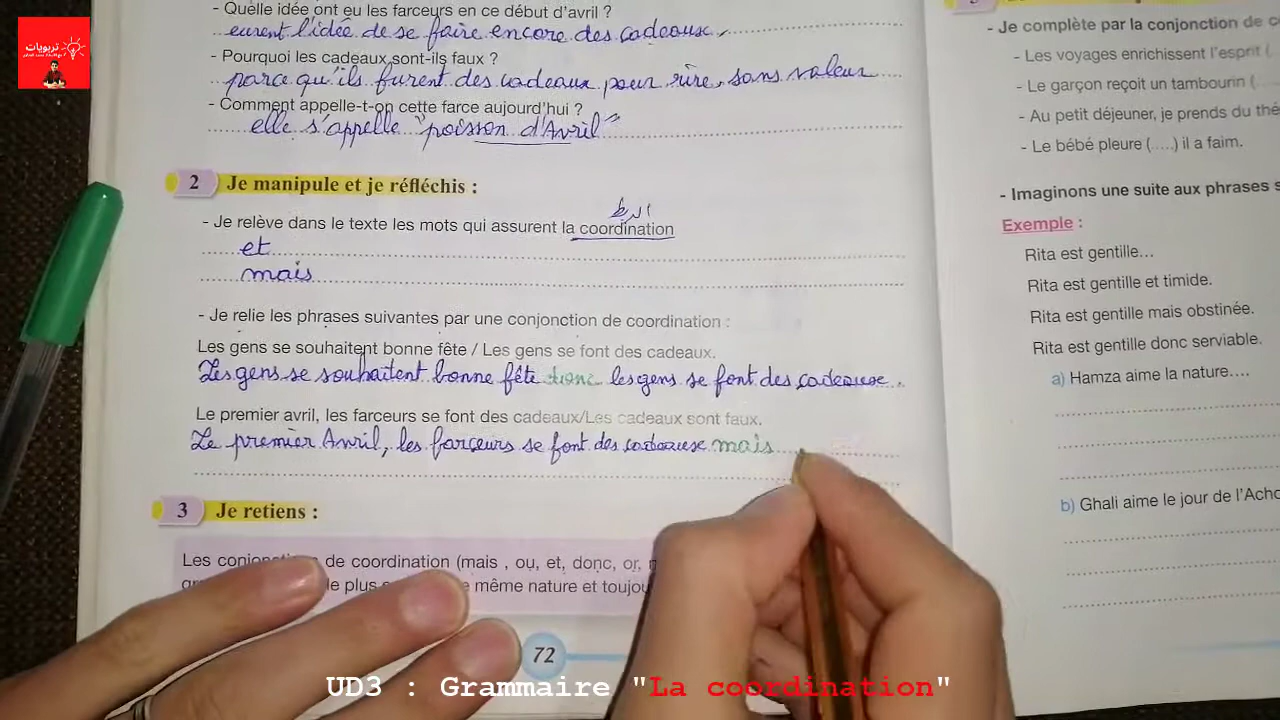 تربويات
- Quelle idée ont eu les farceurs en ce début d'avril ?
eurent l'idée de se faire encore des cadeaux.
- Pourquoi les cadeaux sont-ils faux ?
parce qu'ils furent des cadeaux pour rire, sans valeur
- Comment appelle-t-on cette farce aujourd'hui ?
elle s'appelle "poisson d'Avril"
2 Je manipule et je réfléchis :
الربط
- Je relève dans le texte les mots qui assurent la coordination
et
mais
- Je relie les phrases suivantes par une conjonction de coordination :
Les gens se souhaitent bonne fête / Les gens se font des cadeaux.
Les gens se souhaitent bonne fête donc les gens se font des cadeaux.
Le premier avril, les farceurs se font des cadeaux/Les cadeaux sont faux.
Le premier Avril, les farceurs se font des cadeaux mais
3 Je retiens :
Les conjonctions de coordination (mais , ou, et, donc, or,
le plus même nature et toujou
72
- Je complète par la conjonction de c
- Les voyages enrichissent l'esprit (
- Le garçon reçoit un tambourin (
- Au petit déjeuner, je prends du thé
- Le bébé pleure (.....) il a faim.
- Imaginons une suite aux phrases s
Exemple :
Rita est gentille...
Rita est gentille et timide.
Rita est gentille mais obstinée.
Rita est gentille donc serviable.
a) Hamza aime la nature....
b) Ghali aime le jour de l'Acho
UD3 : Grammaire "La coordination"